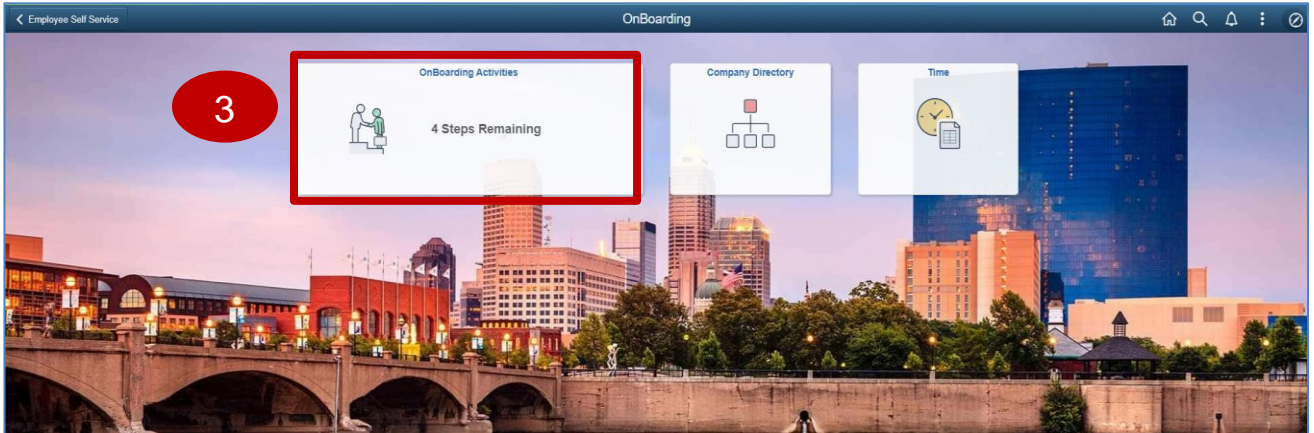 Employee Self Service
OnBoarding
3
OnBoarding Activities
4 Steps Remaining
Company Directory
Time